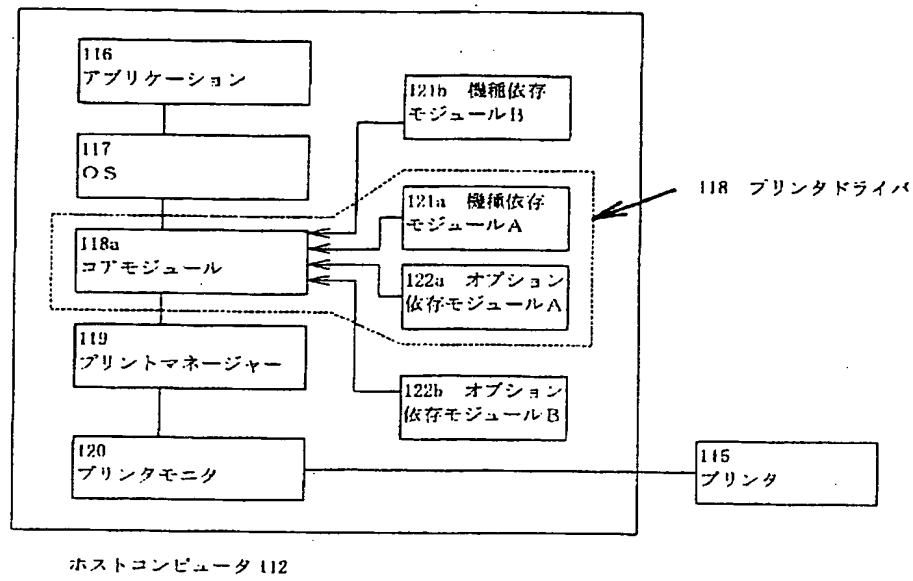 116
アプリケーション
121b 機種依存
モジュールB
117
OS
118 プリンタドライバ
121a 機種依存
モジュールA
118a
コアモジュール
122a オプション
依存モジュールA
119
プリントマネージャー
122b オプション
依存モジュールB
120
プリンタモニタ
115
プリンタ
ホストコンピュータ 112